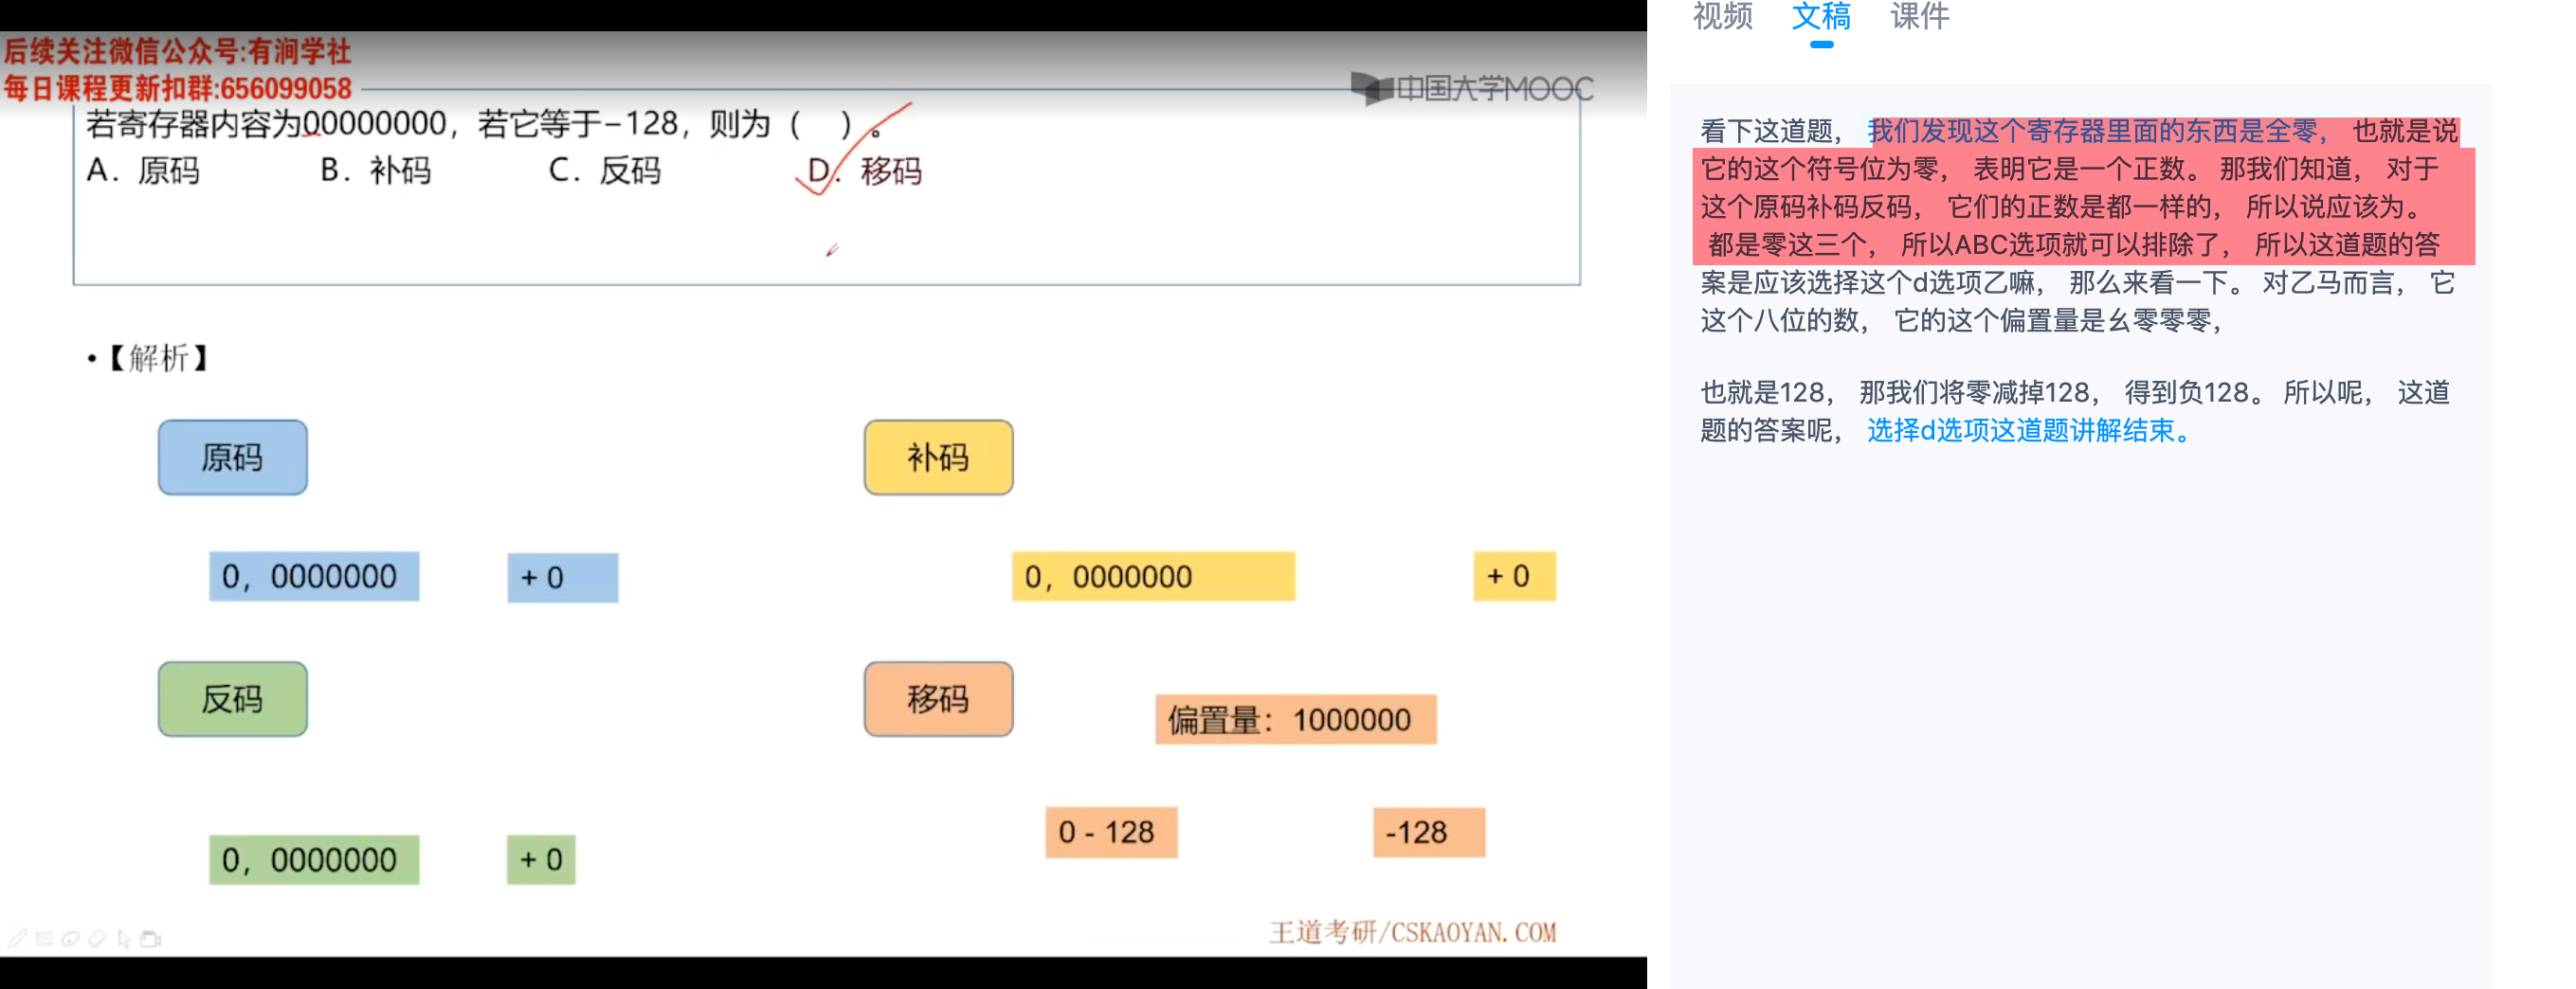 后续关注微信公众号:有涧学社
每日课程更新扣群:656099058
中国大学MOOC
若寄存器内容为00000000，若它等于−128，则为（　）。
A．原码　B．补码　C．反码　D．移码
•【解析】
原码
补码
0，0000000　+ 0
0，0000000　+ 0
反码
移码
偏置量：1000000
0 - 128　-128
0，0000000　+ 0
王道考研/CSKAOYAN.COM
视频　文稿　课件
看下这道题， 我们发现这个寄存器里面的东西是全零， 也就是说
它的这个符号位为零， 表明它是一个正数。 那我们知道， 对于
这个原码补码反码， 它们的正数是都一样的， 所以说应该为。
都是零这三个， 所以ABC选项就可以排除了， 所以这道题的答
案是应该选择这个d选项乙嘛， 那么来看一下。 对乙马而言， 它
这个八位的数， 它的这个偏置量是幺零零零，
也就是128， 那我们将零减掉128， 得到负128。 所以呢， 这道
题的答案呢， 选择d选项这道题讲解结束。